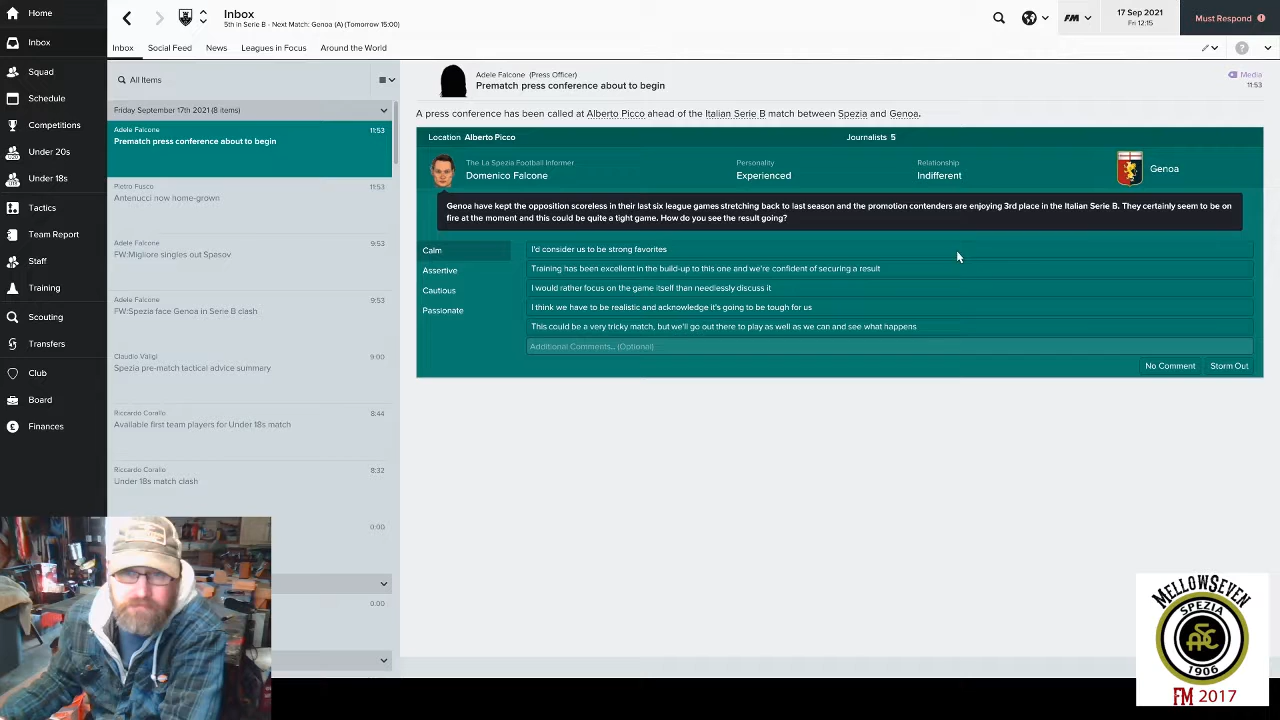 Home
Inbox
5th in Serie B - Next Match: Genoa (A) (Tomorrow 15:00)
FM
17 Sep 2021
Fri 12:15
Must Respond
Inbox
Squad
Schedule
Competitions
Under 20s
Under 18s
Tactics
Team Report
Staff
Training
Scouting
Transfers
Club
Board
Finances
Inbox Social Feed News Leagues in Focus Around the World
All Items
Friday September 17th 2021 (8 items)
Adele Falcone 11:53
Prematch press conference about to begin
Pietro Fusco 11:53
Antenucci now home-grown
Adele Falcone 9:53
FW:Migliore singles out Spasov
Adele Falcone 9:53
FW:Spezia face Genoa in Serie B clash
Claudio Valigi 9:00
Spezia pre-match tactical advice summary
Riccardo Corallo 8:44
Available first team players for Under 18s match
Riccardo Corallo 8:32
Under 18s match clash
0:00
0:00
Adele Falcone (Press Officer)
Prematch press conference about to begin
Media
11:53
A press conference has been called at Alberto Picco ahead of the Italian Serie B match between Spezia and Genoa.
Location Alberto Picco Journalists 5
The La Spezia Football Informer Personality Relationship
Domenico Falcone Experienced Indifferent Genoa
Genoa have kept the opposition scoreless in their last six league games stretching back to last season and the promotion contenders are enjoying 3rd place in the Italian Serie B. They certainly seem to be on
fire at the moment and this could be quite a tight game. How do you see the result going?
Calm
Assertive
Cautious
Passionate
I'd consider us to be strong favorites
Training has been excellent in the build-up to this one and we're confident of securing a result
I would rather focus on the game itself than needlessly discuss it
I think we have to be realistic and acknowledge it's going to be tough for us
This could be a very tricky match, but we'll go out there to play as well as we can and see what happens
Additional Comments... (Optional)
No Comment Storm Out
MELLOWSEVEN
SPEZIA
ASC
1906
FM 2017